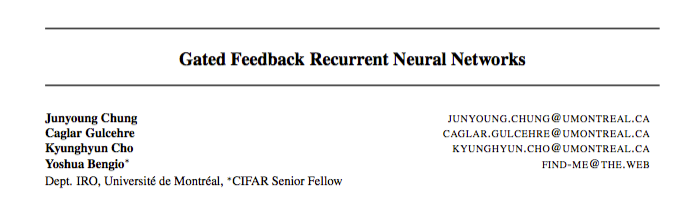 Gated Feedback Recurrent Neural Networks
Junyoung Chung JUNYOUNG.CHUNG@UMONTREAL.CA
Caglar Gulcehre CAGLAR.GULCEHRE@UMONTREAL.CA
Kyunghyun Cho KYUNGHYUN.CHO@UMONTREAL.CA
Yoshua Bengio* FIND-ME@THE.WEB
Dept. IRO, Université de Montréal, *CIFAR Senior Fellow